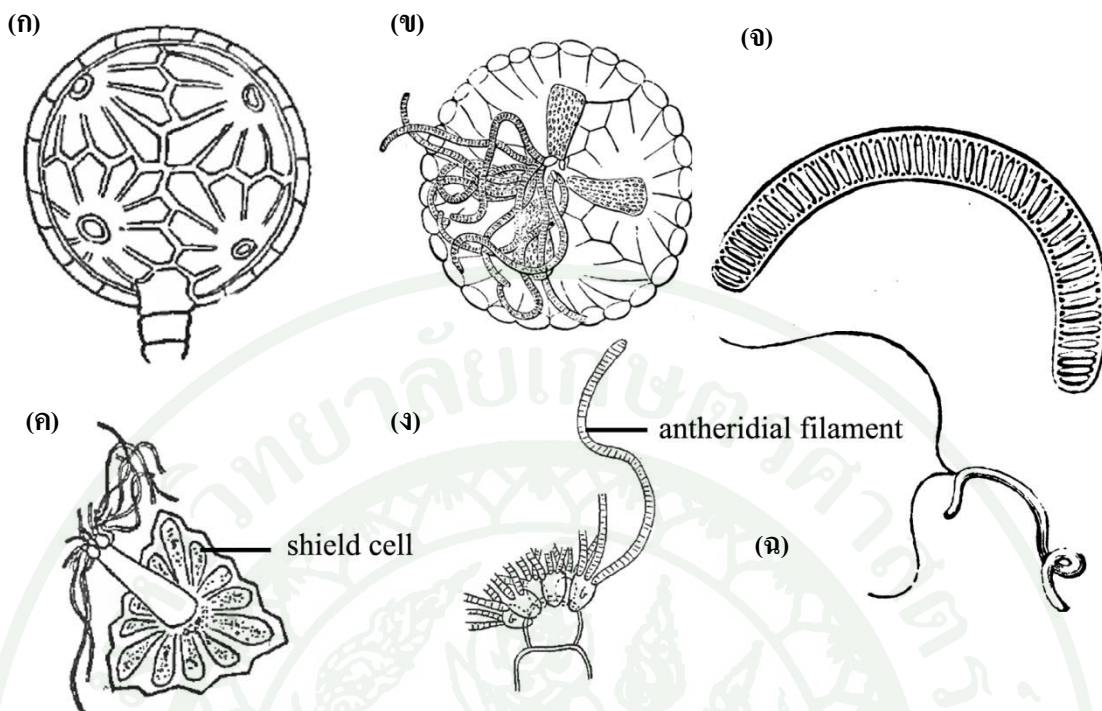 (ก)
(ข)
(จ)
(ค)
shield cell
(ง)
antheridial filament
(ฉ)